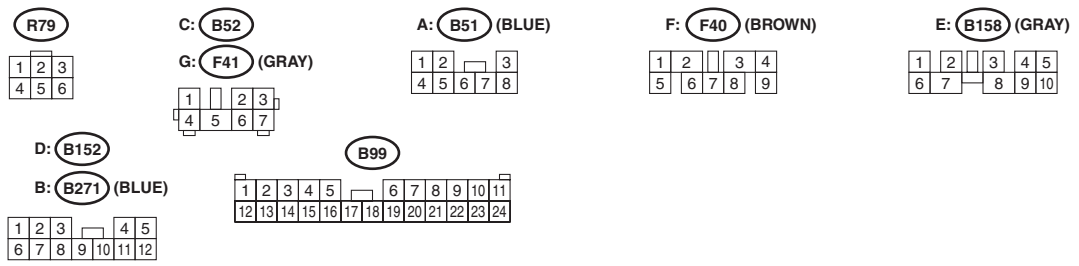 R79
1 2 3
4 5 6
C: B52
G: F41 (GRAY)
1 2 3
4 5 6 7
A: B51 (BLUE)
1 2 3
4 5 6 7 8
F: F40 (BROWN)
1 2 3 4
5 6 7 8 9
E: B158 (GRAY)
1 2 3 4 5
6 7 8 9 10
D: B152
B: B271 (BLUE)
1 2 3 4 5
6 7 8 9 10 11 12
B99
1 2 3 4 5 6 7 8 9 10 11
12 13 14 15 16 17 18 19 20 21 22 23 24